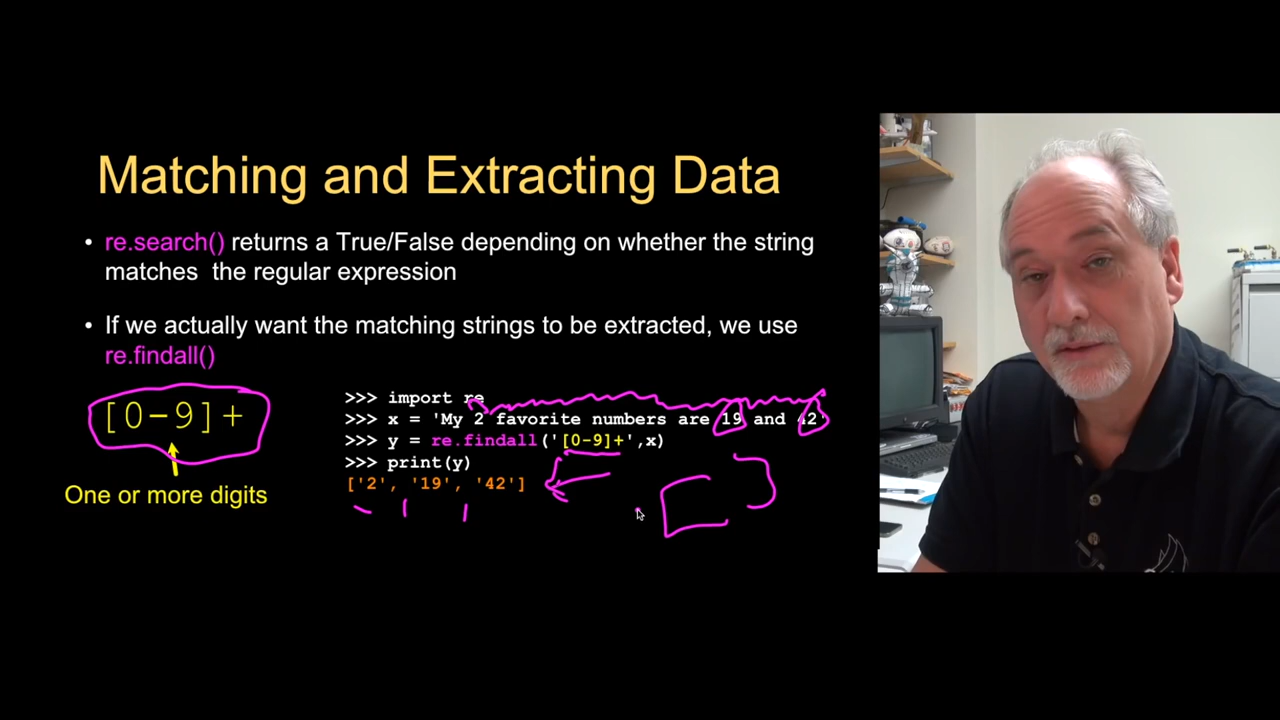 Matching and Extracting Data
• re.search() returns a True/False depending on whether the string
matches  the regular expression
• If we actually want the matching strings to be extracted, we use
re.findall()
[0-9]+
One or more digits
>>> import re
>>> x = 'My 2 favorite numbers are 19 and 42'
>>> y = re.findall('[0-9]+',x)
>>> print(y)
['2', '19', '42']